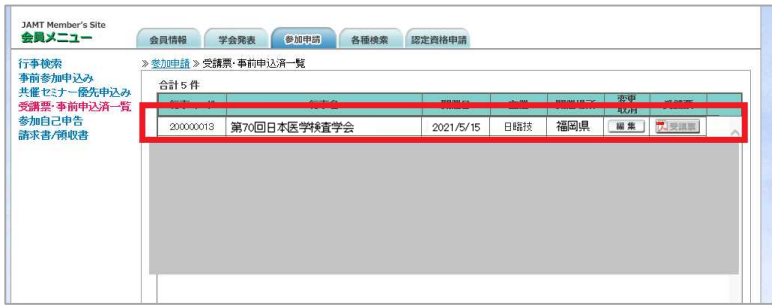 JAMT Member's Site
会員メニュー
会員情報 学会発表 参加申請 各種検索 認定資格申請
行事検索
事前参加申込み
共催セミナー優先申込み
受講票・事前申込済一覧
参加自己申告
請求書/領収書
≫参加申請≫受講票・事前申込済一覧
合計5件
変更
取消
200000013 第70回日本医学検査学会 2021/5/15 日臨技 福岡県 編集 受講票